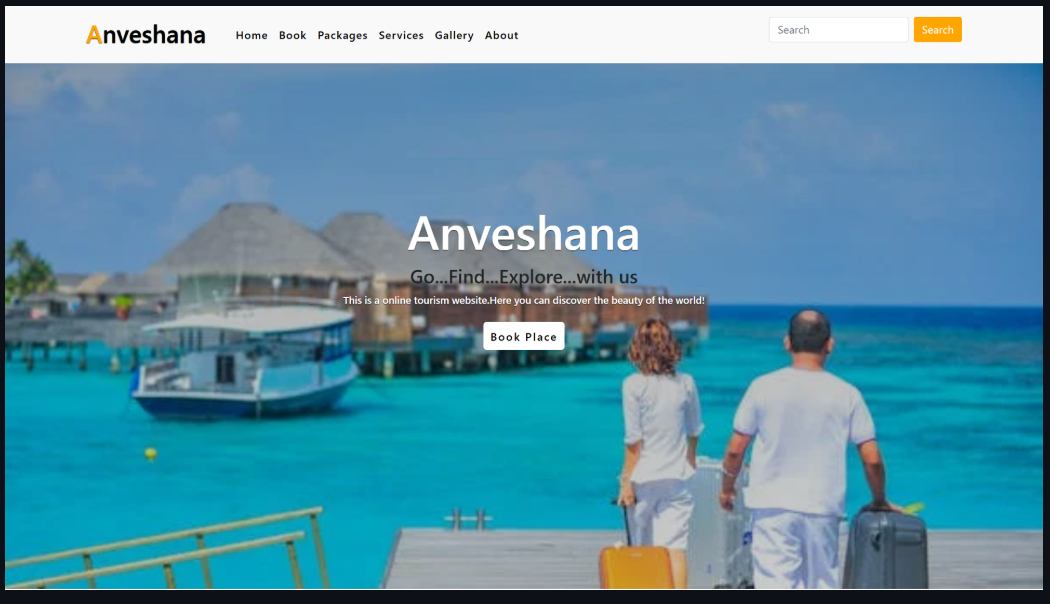 Anveshana
Home Book Packages Services Gallery About
Search
Search
Anveshana
Go...Find...Explore...with us
This is a online tourism website.Here you can discover the beauty of the world!
Book Place